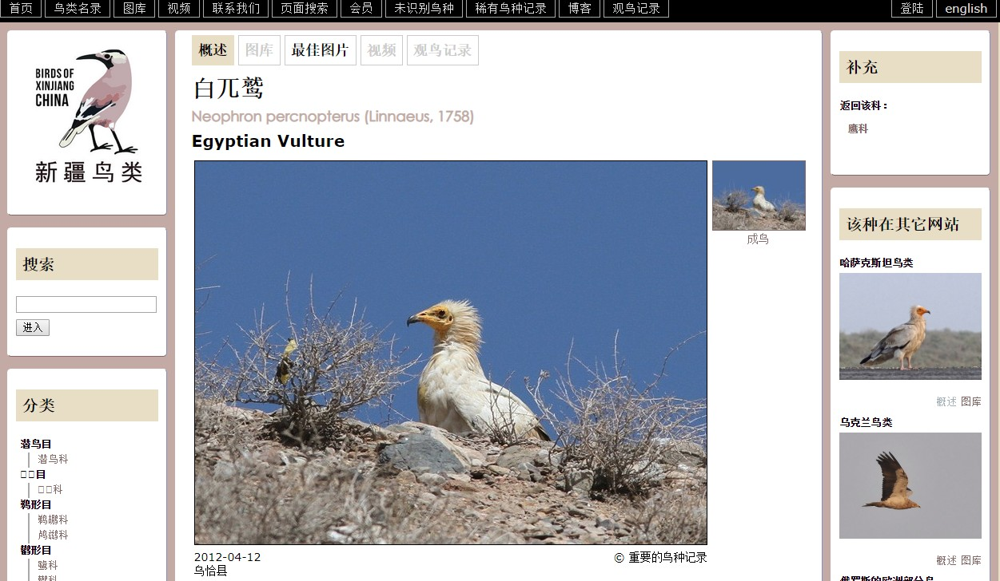 首页 鸟类名录 图库 视频 联系我们 页面搜索 会员 未识别鸟种 稀有鸟种记录 博客 观鸟记录 登陆 english
BIRDS OF
XINJIANG
CHINA
新疆鸟类
搜索
进入
分类
潜鸟目
潜鸟科
□□目
□□科
鹈形目
鹈鹕科
鸬鹚科
鹳形目
鹭科
概述 图库 最佳图片 视频 观鸟记录
白兀鹫
Neophron percnopterus (Linnaeus, 1758)
Egyptian Vulture
成鸟
2012-04-12
© 重要的鸟种记录
乌恰县
补充
返回该科：
鹰科
该种在其它网站
哈萨克斯坦鸟类
概述 图库
乌克兰鸟类
概述 图库